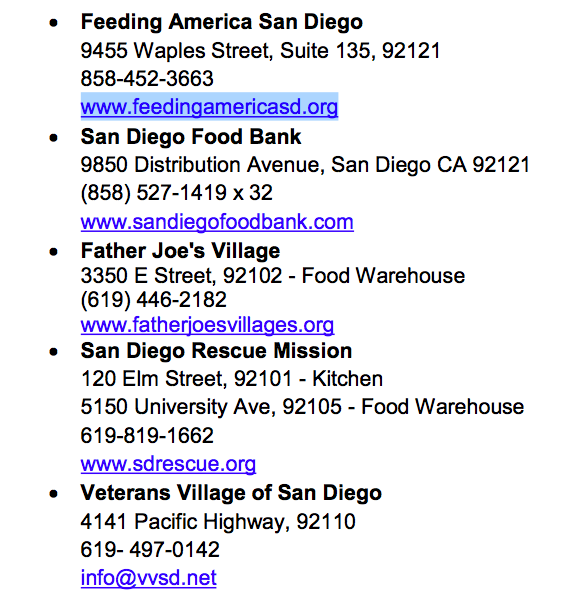 • Feeding America San Diego
9455 Waples Street, Suite 135, 92121
858-452-3663
www.feedingamericasd.org
• San Diego Food Bank
9850 Distribution Avenue, San Diego CA 92121
(858) 527-1419 x 32
www.sandiegofoodbank.com
• Father Joe's Village
3350 E Street, 92102 - Food Warehouse
(619) 446-2182
www.fatherjoesvillages.org
• San Diego Rescue Mission
120 Elm Street, 92101 - Kitchen
5150 University Ave, 92105 - Food Warehouse
619-819-1662
www.sdrescue.org
• Veterans Village of San Diego
4141 Pacific Highway, 92110
619- 497-0142
info@vvsd.net